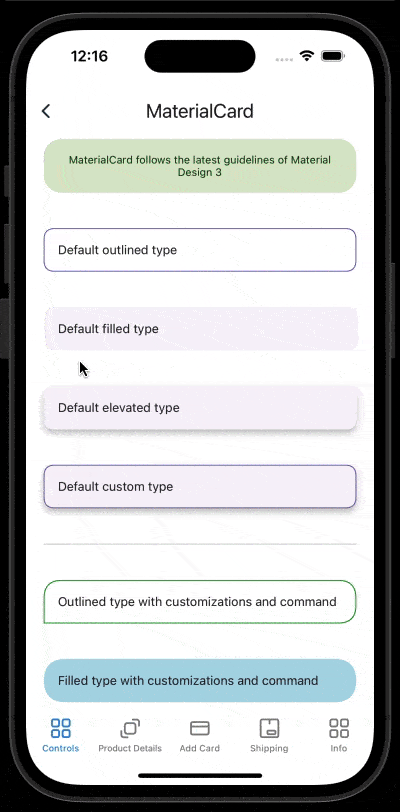 12:16
MaterialCard
MaterialCard follows the latest guidelines of Material
Design 3
Default outlined type
Default filled type
Default elevated type
Default custom type
Outlined type with customizations and command
Filled type with customizations and command
Controls
Product Details
Add Card
Shipping
Info